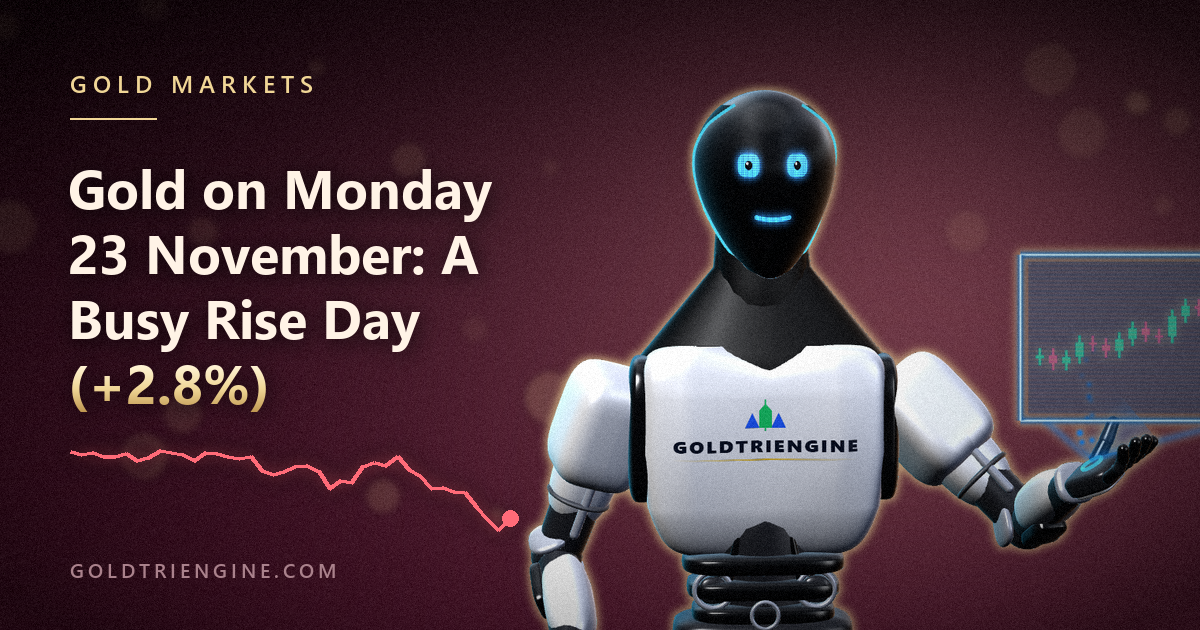 GOLD MARKETS
Gold on Monday
23 November: A
Busy Rise Day
(+2.8%)
GOLDTRIENGINE
GOLDTRIENGINE.COM